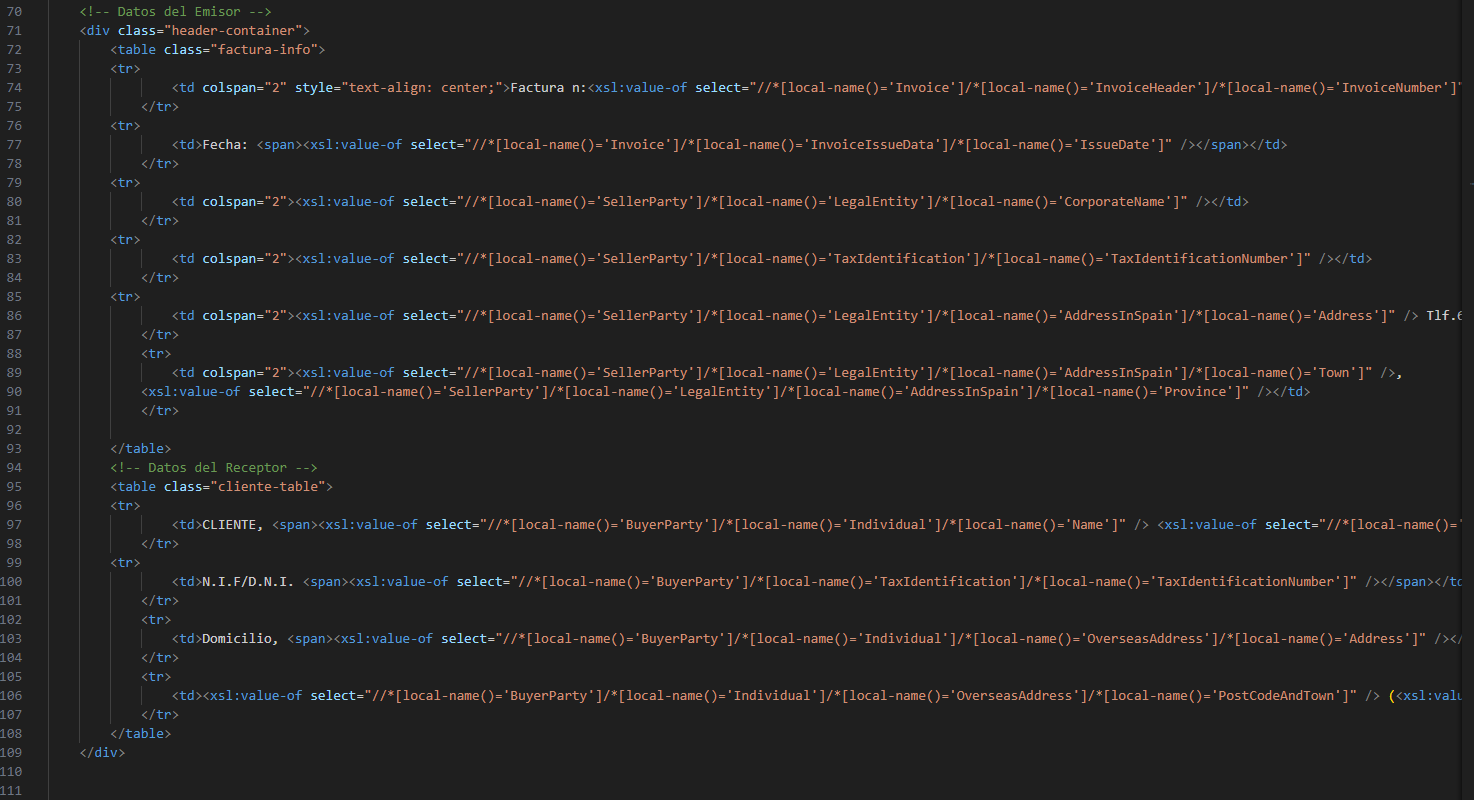 70 <!-- Datos del Emisor -->
71 <div class="header-container">
72 <table class="factura-info">
73 <tr>
74 <td colspan="2" style="text-align: center;">Factura n:<xsl:value-of select="//*[local-name()='Invoice']/*[local-name()='InvoiceHeader']/*[local-name()='InvoiceNumber']"
75 </tr>
76 <tr>
77 <td>Fecha: <span><xsl:value-of select="//*[local-name()='Invoice']/*[local-name()='InvoiceIssueData']/*[local-name()='IssueDate']" /></span></td>
78 </tr>
79 <tr>
80 <td colspan="2"><xsl:value-of select="//*[local-name()='SellerParty']/*[local-name()='LegalEntity']/*[local-name()='CorporateName']" /></td>
81 </tr>
82 <tr>
83 <td colspan="2"><xsl:value-of select="//*[local-name()='SellerParty']/*[local-name()='TaxIdentification']/*[local-name()='TaxIdentificationNumber']" /></td>
84 </tr>
85 <tr>
86 <td colspan="2"><xsl:value-of select="//*[local-name()='SellerParty']/*[local-name()='LegalEntity']/*[local-name()='AddressInSpain']/*[local-name()='Address']" /> Tlf.6
87 </tr>
88 <tr>
89 <td colspan="2"><xsl:value-of select="//*[local-name()='SellerParty']/*[local-name()='LegalEntity']/*[local-name()='AddressInSpain']/*[local-name()='Town']" />,
90 <xsl:value-of select="//*[local-name()='SellerParty']/*[local-name()='LegalEntity']/*[local-name()='AddressInSpain']/*[local-name()='Province']" /></td>
91 </tr>
92
93 </table>
94 <!-- Datos del Receptor -->
95 <table class="cliente-table">
96 <tr>
97 <td>CLIENTE, <span><xsl:value-of select="//*[local-name()='BuyerParty']/*[local-name()='Individual']/*[local-name()='Name']" /> <xsl:value-of select="//*[local-name()='
98 </tr>
99 <tr>
100 <td>N.I.F/D.N.I. <span><xsl:value-of select="//*[local-name()='BuyerParty']/*[local-name()='TaxIdentification']/*[local-name()='TaxIdentificationNumber']" /></span></td
101 </tr>
102 <tr>
103 <td>Domicilio, <span><xsl:value-of select="//*[local-name()='BuyerParty']/*[local-name()='Individual']/*[local-name()='OverseasAddress']/*[local-name()='Address']" /></
104 </tr>
105 <tr>
106 <td><xsl:value-of select="//*[local-name()='BuyerParty']/*[local-name()='Individual']/*[local-name()='OverseasAddress']/*[local-name()='PostCodeAndTown']" /> (<xsl:valu
107 </tr>
108 </table>
109 </div>
110
111